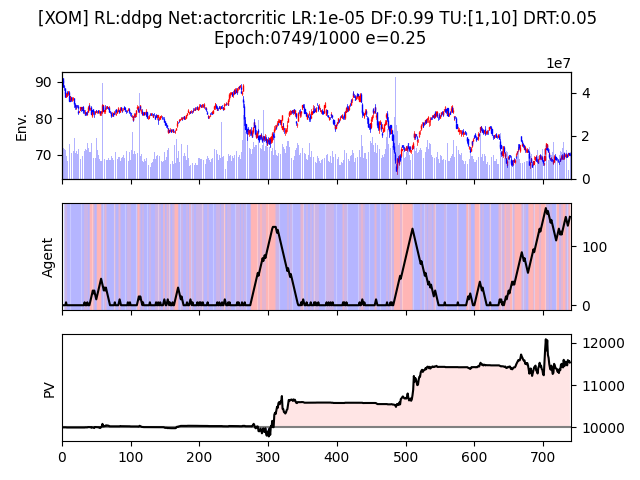 [XOM] RL:ddpg Net:actorcritic LR:1e-05 DF:0.99 TU:[1,10] DRT:0.05
Epoch:0749/1000 e=0.25
1e7
90
80
70
Env.
4
2
0
Agent
100
0
PV
12000
11000
10000
0 100 200 300 400 500 600 700